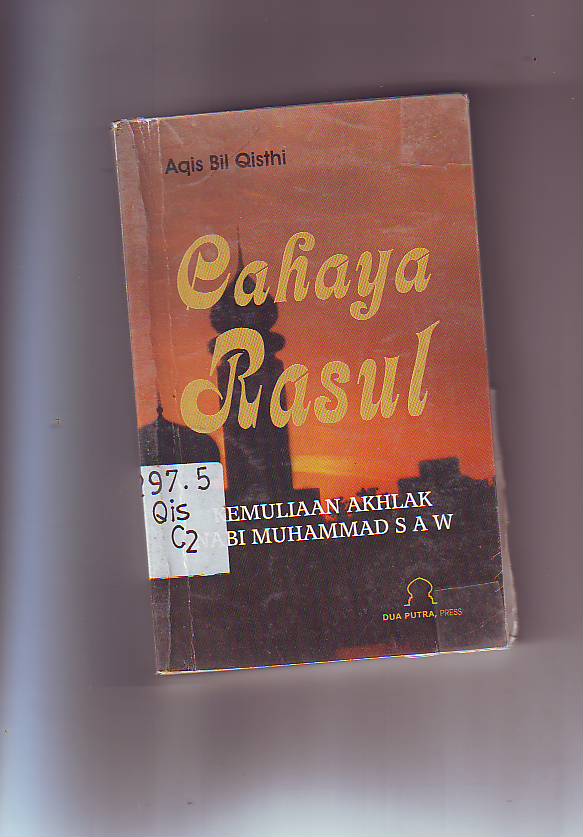 Aqis Bil Qisthi
Cahaya
Rasul
297.5
Qis
C2
KEMULIAAN AKHLAK
NABI MUHAMMAD S A W
DUA PUTRA, PRESS